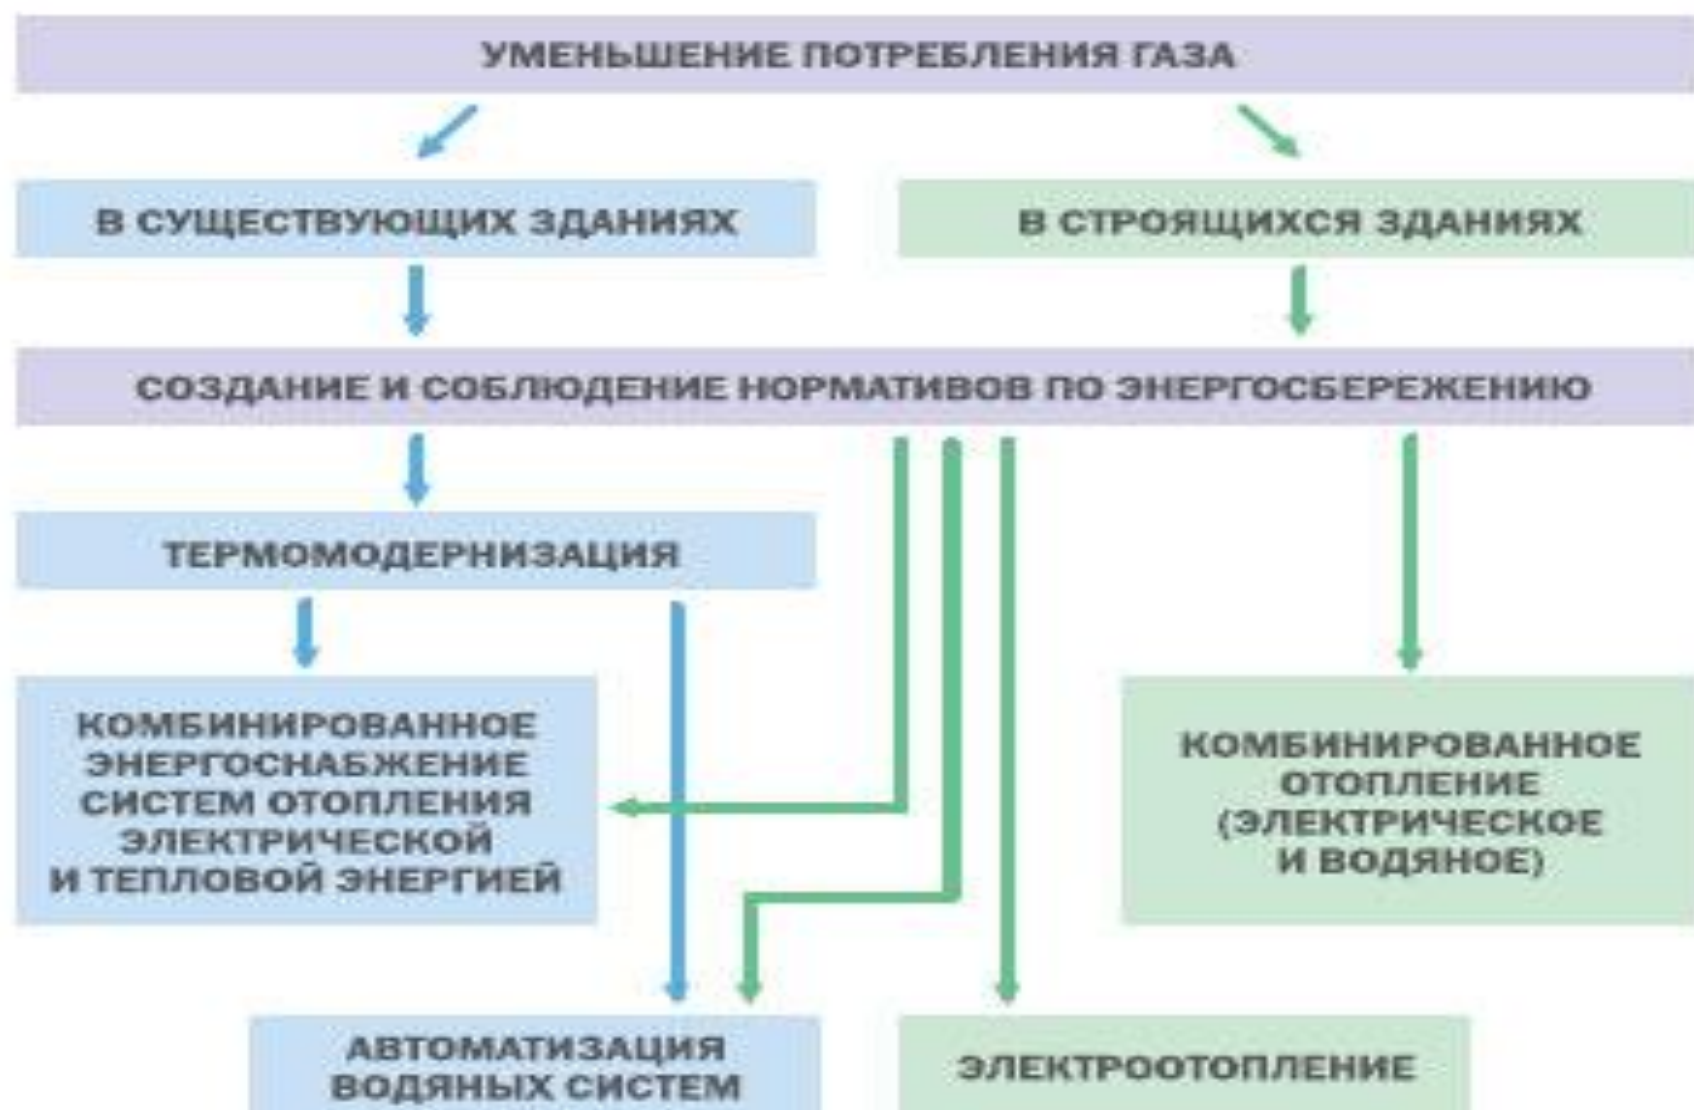 УМЕНЬШЕНИЕ ПОТРЕБЛЕНИЯ ГАЗА
В СУЩЕСТВУЮЩИХ ЗДАНИЯХ
В СТРОЯЩИХСЯ ЗДАНИЯХ
СОЗДАНИЕ И СОБЛЮДЕНИЕ НОРМАТИВОВ ПО ЭНЕРГОСБЕРЕЖЕНИЮ
ТЕРМОМОДЕРНИЗАЦИЯ
КОМБИНИРОВАННОЕ
ЭНЕРГОСНАБЖЕНИЕ
СИСТЕМ ОТОПЛЕНИЯ
ЭЛЕКТРИЧЕСКОЙ
И ТЕПЛОВОЙ ЭНЕРГИЕЙ
КОМБИНИРОВАННОЕ
ОТОПЛЕНИЕ
(ЭЛЕКТРИЧЕСКОЕ
И ВОДЯНОЕ)
АВТОМАТИЗАЦИЯ
ВОДЯНЫХ СИСТЕМ
ЭЛЕКТРООТОПЛЕНИЕ